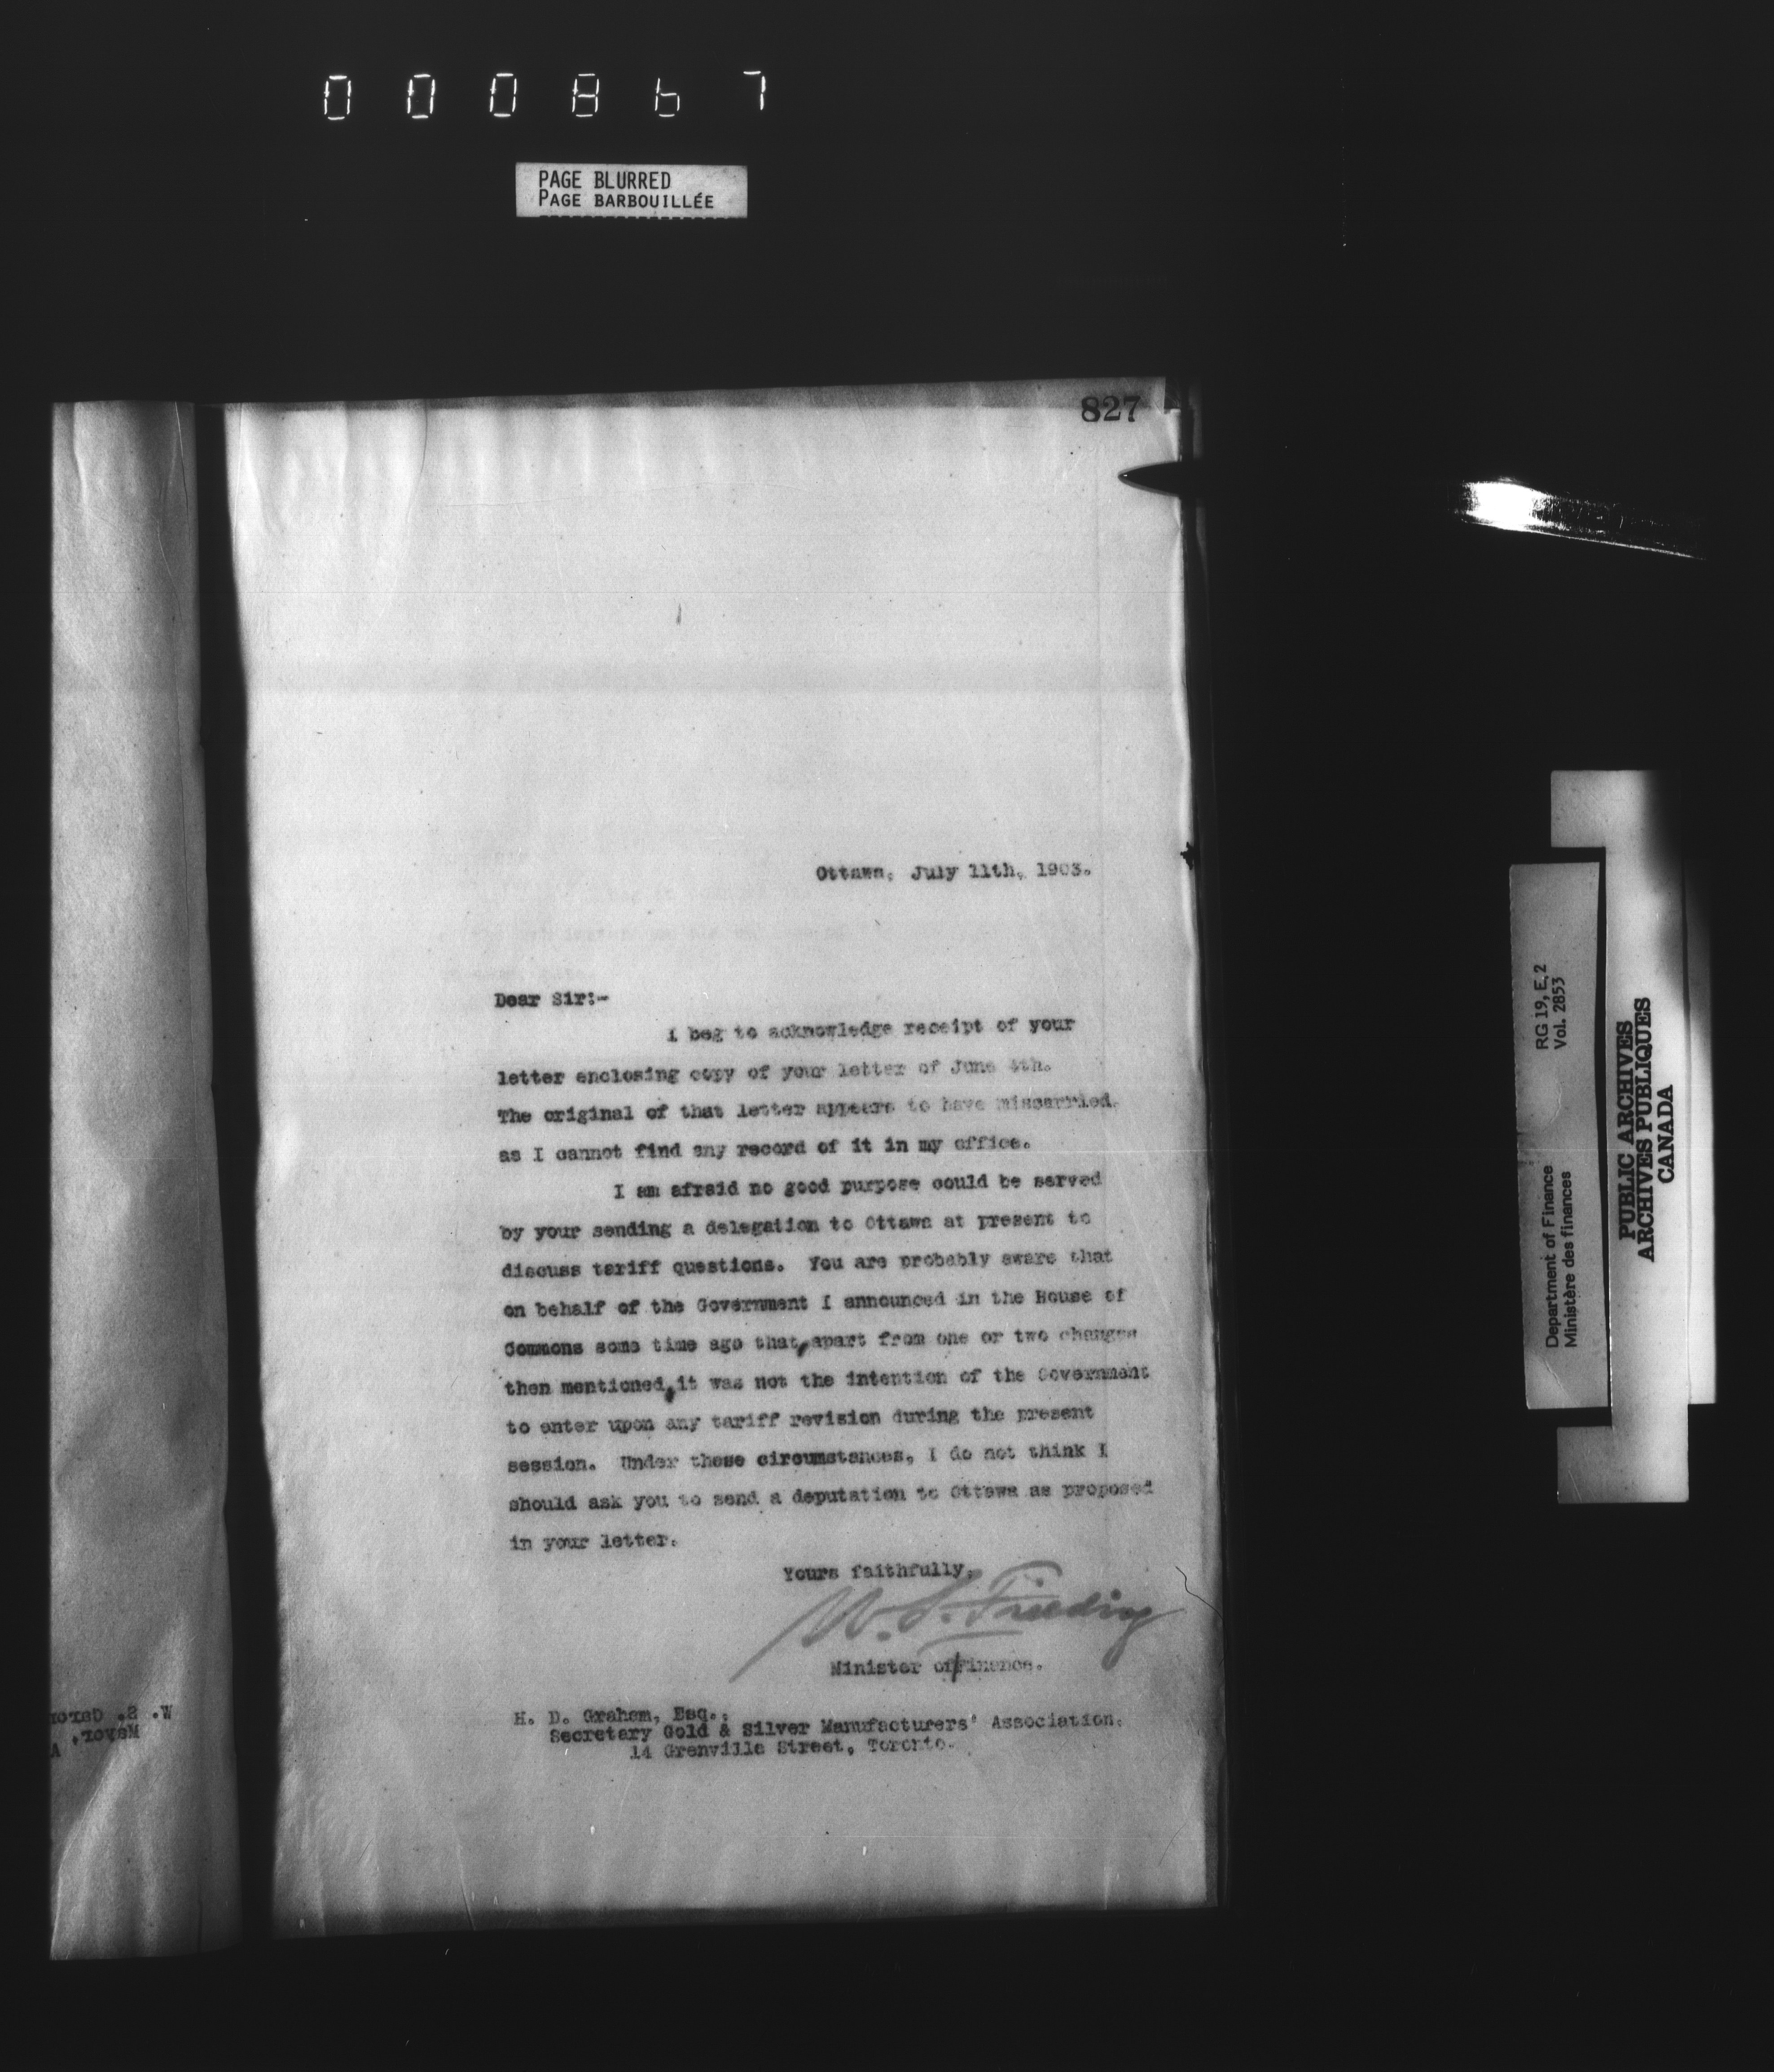 000867
PAGE BLURRED
PAGE BARBOUILLÉE
827
Ottawa, July 11th, 1903.
Dear Sir:-
I beg to acknowledge receipt of your
letter enclosing copy of your letter of June 4th.
The original of that letter appears to have miscarried,
as I cannot find any record of it in my office.
I am afraid no good purpose could be served
by your sending a delegation to Ottawa at present to
discuss tariff questions. You are probably aware that
on behalf of the Government I announced in the House of
Commons some time ago that, apart from one or two changes
then mentioned, it was not the intention of the Government
to enter upon any tariff revision during the present
session. Under these circumstances, I do not think I
should ask you to send a deputation to Ottawa as proposed
in your letter.
Yours faithfully,
W. S. Fielding
Minister of Finance.
H. D. Graham, Esq.,
Secretary Gold & Silver Manufacturers' Association,
14 Grenville Street, Toronto.
W. S.
Mayor,
Department of Finance
Ministère des finances
RG 19, E, 2
Vol. 2853
PUBLIC ARCHIVES
ARCHIVES PUBLIQUES
CANADA